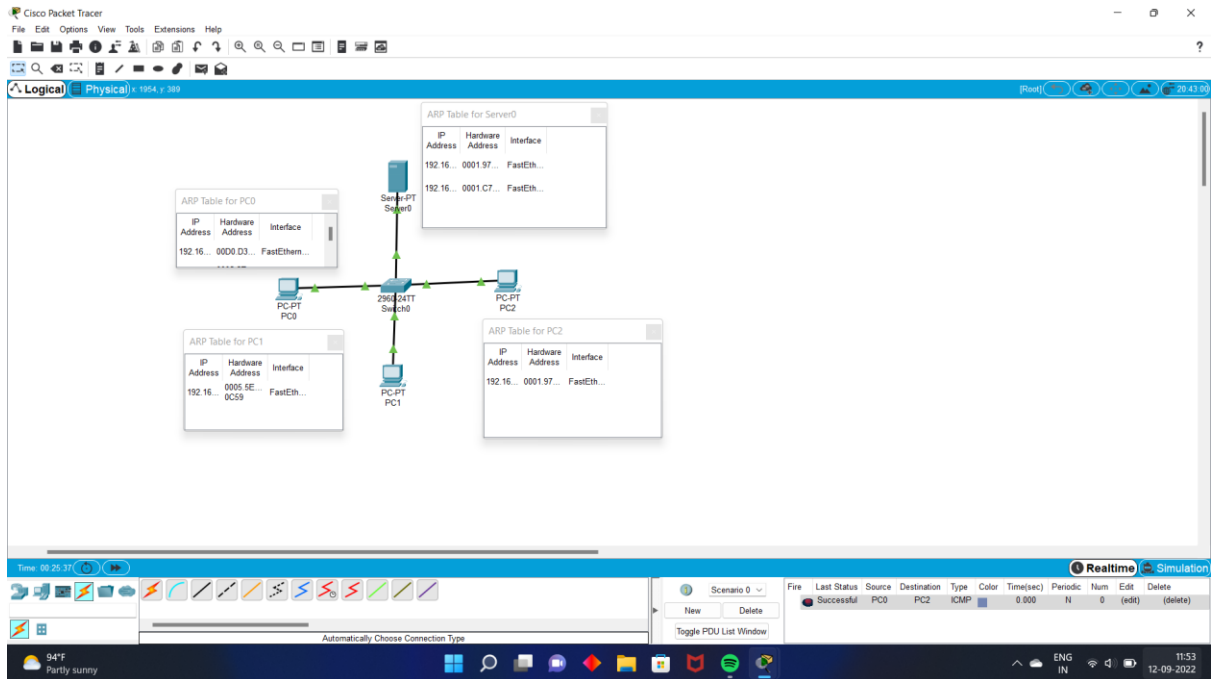 Cisco Packet Tracer
File Edit Options View Tools Extensions Help
?
Logical Physical x: 1954, y: 389 [Root] 20:43:00
ARP Table for Server0
IP Address Hardware Address Interface
192.16... 0001.97... FastEth...
192.16... 0001.C7... FastEth...
Server-PT
Server0
ARP Table for PC0
IP Address Hardware Address Interface
192.16... 00D0.D3... FastEthern...
PC-PT
PC0
2960-24TT
Switch0
PC-PT
PC2
ARP Table for PC1
IP Address Hardware Address Interface
192.16... 0005.5E... 0C59 FastEth...
PC-PT
PC1
ARP Table for PC2
IP Address Hardware Address Interface
192.16... 0001.97... FastEth...
Time: 00:25:37 Realtime Simulation
Scenario 0
New Delete
Toggle PDU List Window
Fire Last Status Source Destination Type Color Time(sec) Periodic Num Edit Delete
Successful PC0 PC2 ICMP 0.000 N 0 (edit) (delete)
Automatically Choose Connection Type
94°F
Partly sunny
ENG
IN
11:53
12-09-2022